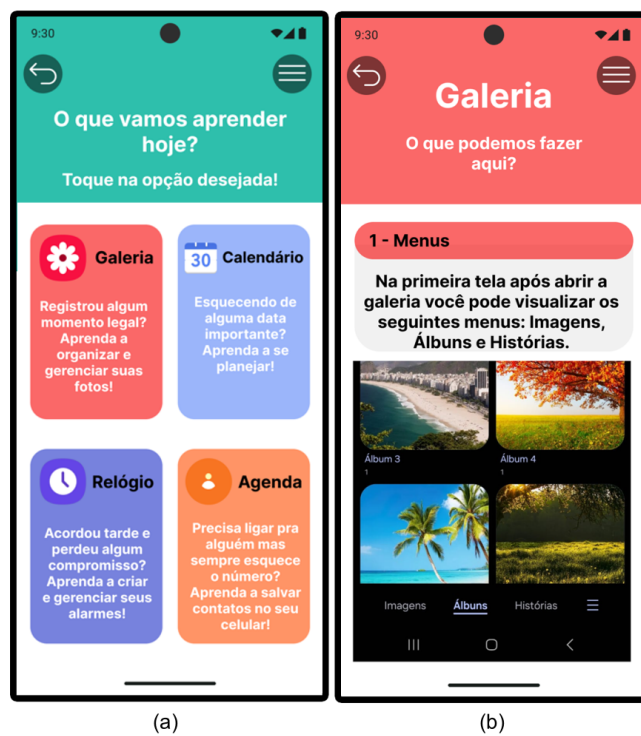 9:30
O que vamos aprender
hoje?
Toque na opção desejada!
Galeria
Registrou algum
momento legal?
Aprenda a
organizar e
gerenciar suas
fotos!
30
Calendário
Esquecendo de
alguma data
importante?
Aprenda a se
planejar!
Relógio
Acordou tarde e
perdeu algum
compromisso?
Aprenda a criar
e gerenciar seus
alarmes!
Agenda
Precisa ligar pra
alguém mas
sempre esquece
o número?
Aprenda a salvar
contatos no seu
celular!
(a)
9:30
Galeria
O que podemos fazer
aqui?
1 - Menus
Na primeira tela após abrir a
galeria você pode visualizar os
seguintes menus: Imagens,
Álbuns e Histórias.
Álbum 3
1
Álbum 4
1
Imagens
Álbuns
Histórias
(b)